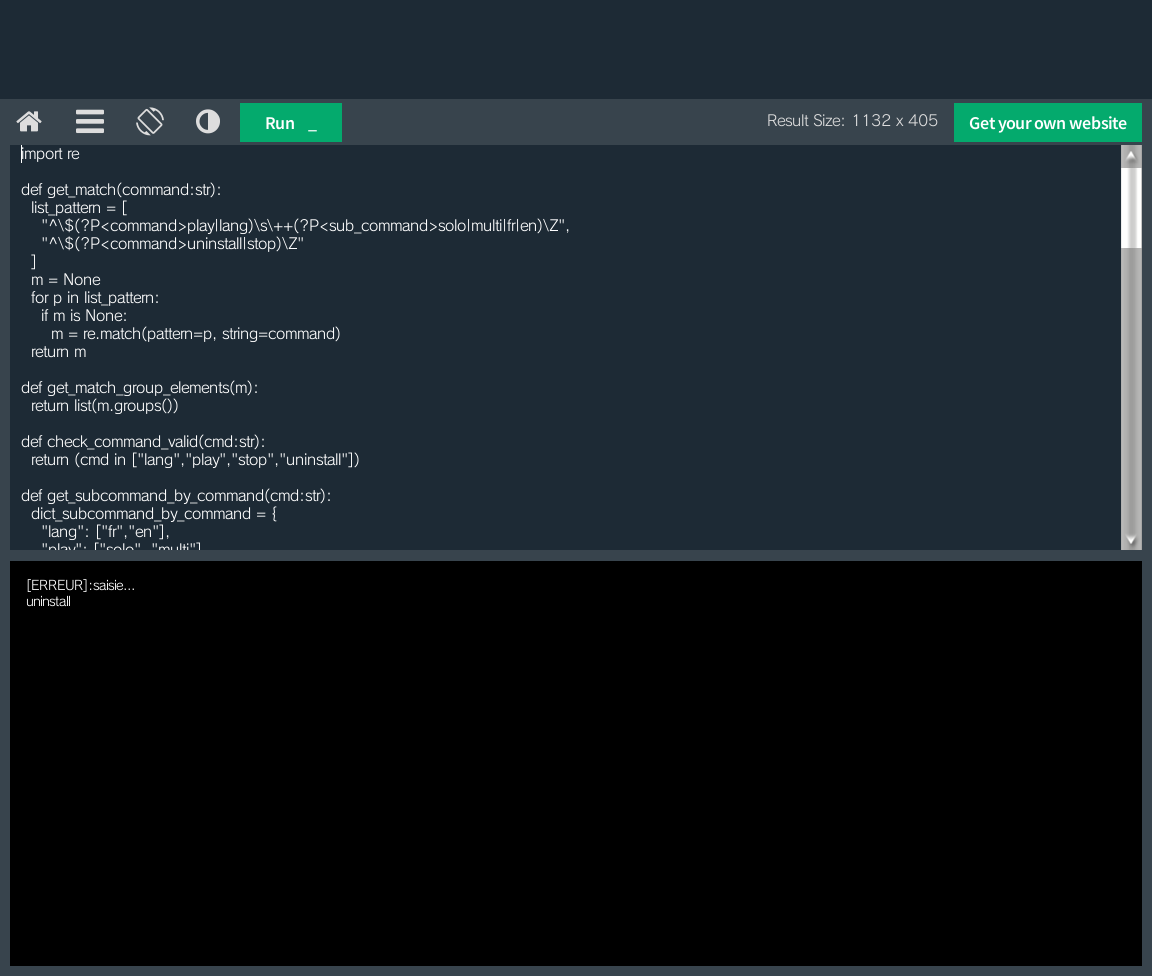 Run _
Result Size: 1132 x 405
Get your own website
import re
def get_match(command:str):
list_pattern = [
"^\$(?P<command>play|lang)\s\++(?P<sub_command>solo|multi|fr|en)\Z",
"^\$(?P<command>uninstall|stop)\Z"
]
m = None
for p in list_pattern:
if m is None:
m = re.match(pattern=p, string=command)
return m
def get_match_group_elements(m):
return list(m.groups())
def check_command_valid(cmd:str):
return (cmd in ["lang","play","stop","uninstall"])
def get_subcommand_by_command(cmd:str):
dict_subcommand_by_command = {
"lang": ["fr","en"],
"play": ["solo", "multi"]
[ERREUR]:saisie...
uninstall